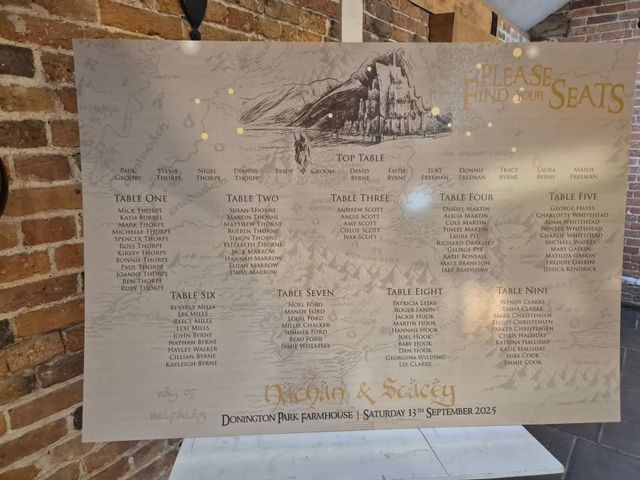 PLEASE
FIND YOUR SEATS
TOP TABLE
PAUL GROOBY
STEVIE THORPE
NIGEL THORPE
DIANNE THORPE
BRIDE
GROOM
DAVID BYRNE
FAITH BYRNE
LUKE FREEMAN
DONNIE FREEMAN
TRACY BYRNE
LAURA BYRNE
MAISIE FREEMAN
TABLE ONE
MICK THORPE
KATH BURRELL
MARK THORPE
MICHELLE THORPE
SPENCER THORPE
ROSS THORPE
KIRSTY THORPE
BONNIE THORPE
PAUL THORPE
JOANNE THORPE
BEN THORPE
RUBY THORPE
TABLE TWO
SUSAN THORNE
MARTIN THORNE
MATTHEW THORNE
RUEBEN THORNE
SIMON THORNE
ELIZABETH THORNE
JACK MARROW
HANNAH MARROW
ELIJAH MARROW
DAISY MARROW
TABLE THREE
ANDREW SCOTT
ANGIE SCOTT
AMY SCOTT
CHLOE SCOTT
IVAR SCOTT
TABLE FOUR
DANIEL MARTIN
ALICIA MARTIN
COLE MARTIN
FINLEE MARTIN
LAURA PYE
RICHARD DRAKELEY
GEORGE PYE
KATIE BONSALL
MATT BRANSTON
JAKE BRADSHAW
TABLE FIVE
GEORGE HAYES
CHARLOTTE WHITEHEAD
ADAM WHITEHEAD
WINTER WHITEHEAD
CHARLIE WHITEHEAD
MICHAEL WALKER
MARY GASKIN
MATILDA GASKIN
FREDDIE GASKIN
JESSICA KENDRICK
TABLE SIX
BEVERLY MILLS
LES MILLS
REECE MILLS
LEXI MILLS
JOHN BYRNE
NATHAN BYRNE
HAYLEY WALKER
CILLIAN BYRNE
KAYLEIGH BYRNE
TABLE SEVEN
NOEL FORD
MANDY FORD
LOUIE FORD
MILLIE CHALKER
SUMMER FORD
BEAU FORD
JAMIE WHEATLEY
TABLE EIGHT
PATRICIA LEEKE
ROGER FAXON
JACKIE HOOK
MARTIN HOOK
HANNAH HOOK
JOEL HOOK
BABY HOOK
DAN HOOK
GEORGINA WILDING
LEE CLARKE
TABLE NINE
WENDY CLARKE
EMMA CLARKE
MARK CHRISTENSEN
ELLIOT CHRISTENSEN
PARKER CHRISTENSEN
CHRIS HALLIDAY
KATRINA HALLIDAY
KATIE HALLIDAY
LUKE COOK
EMMIE COOK
BAY OF
BELFALAS
Nathan & Stacey
DONINGTON PARK FARMHOUSE | SATURDAY 13TH SEPTEMBER 2025